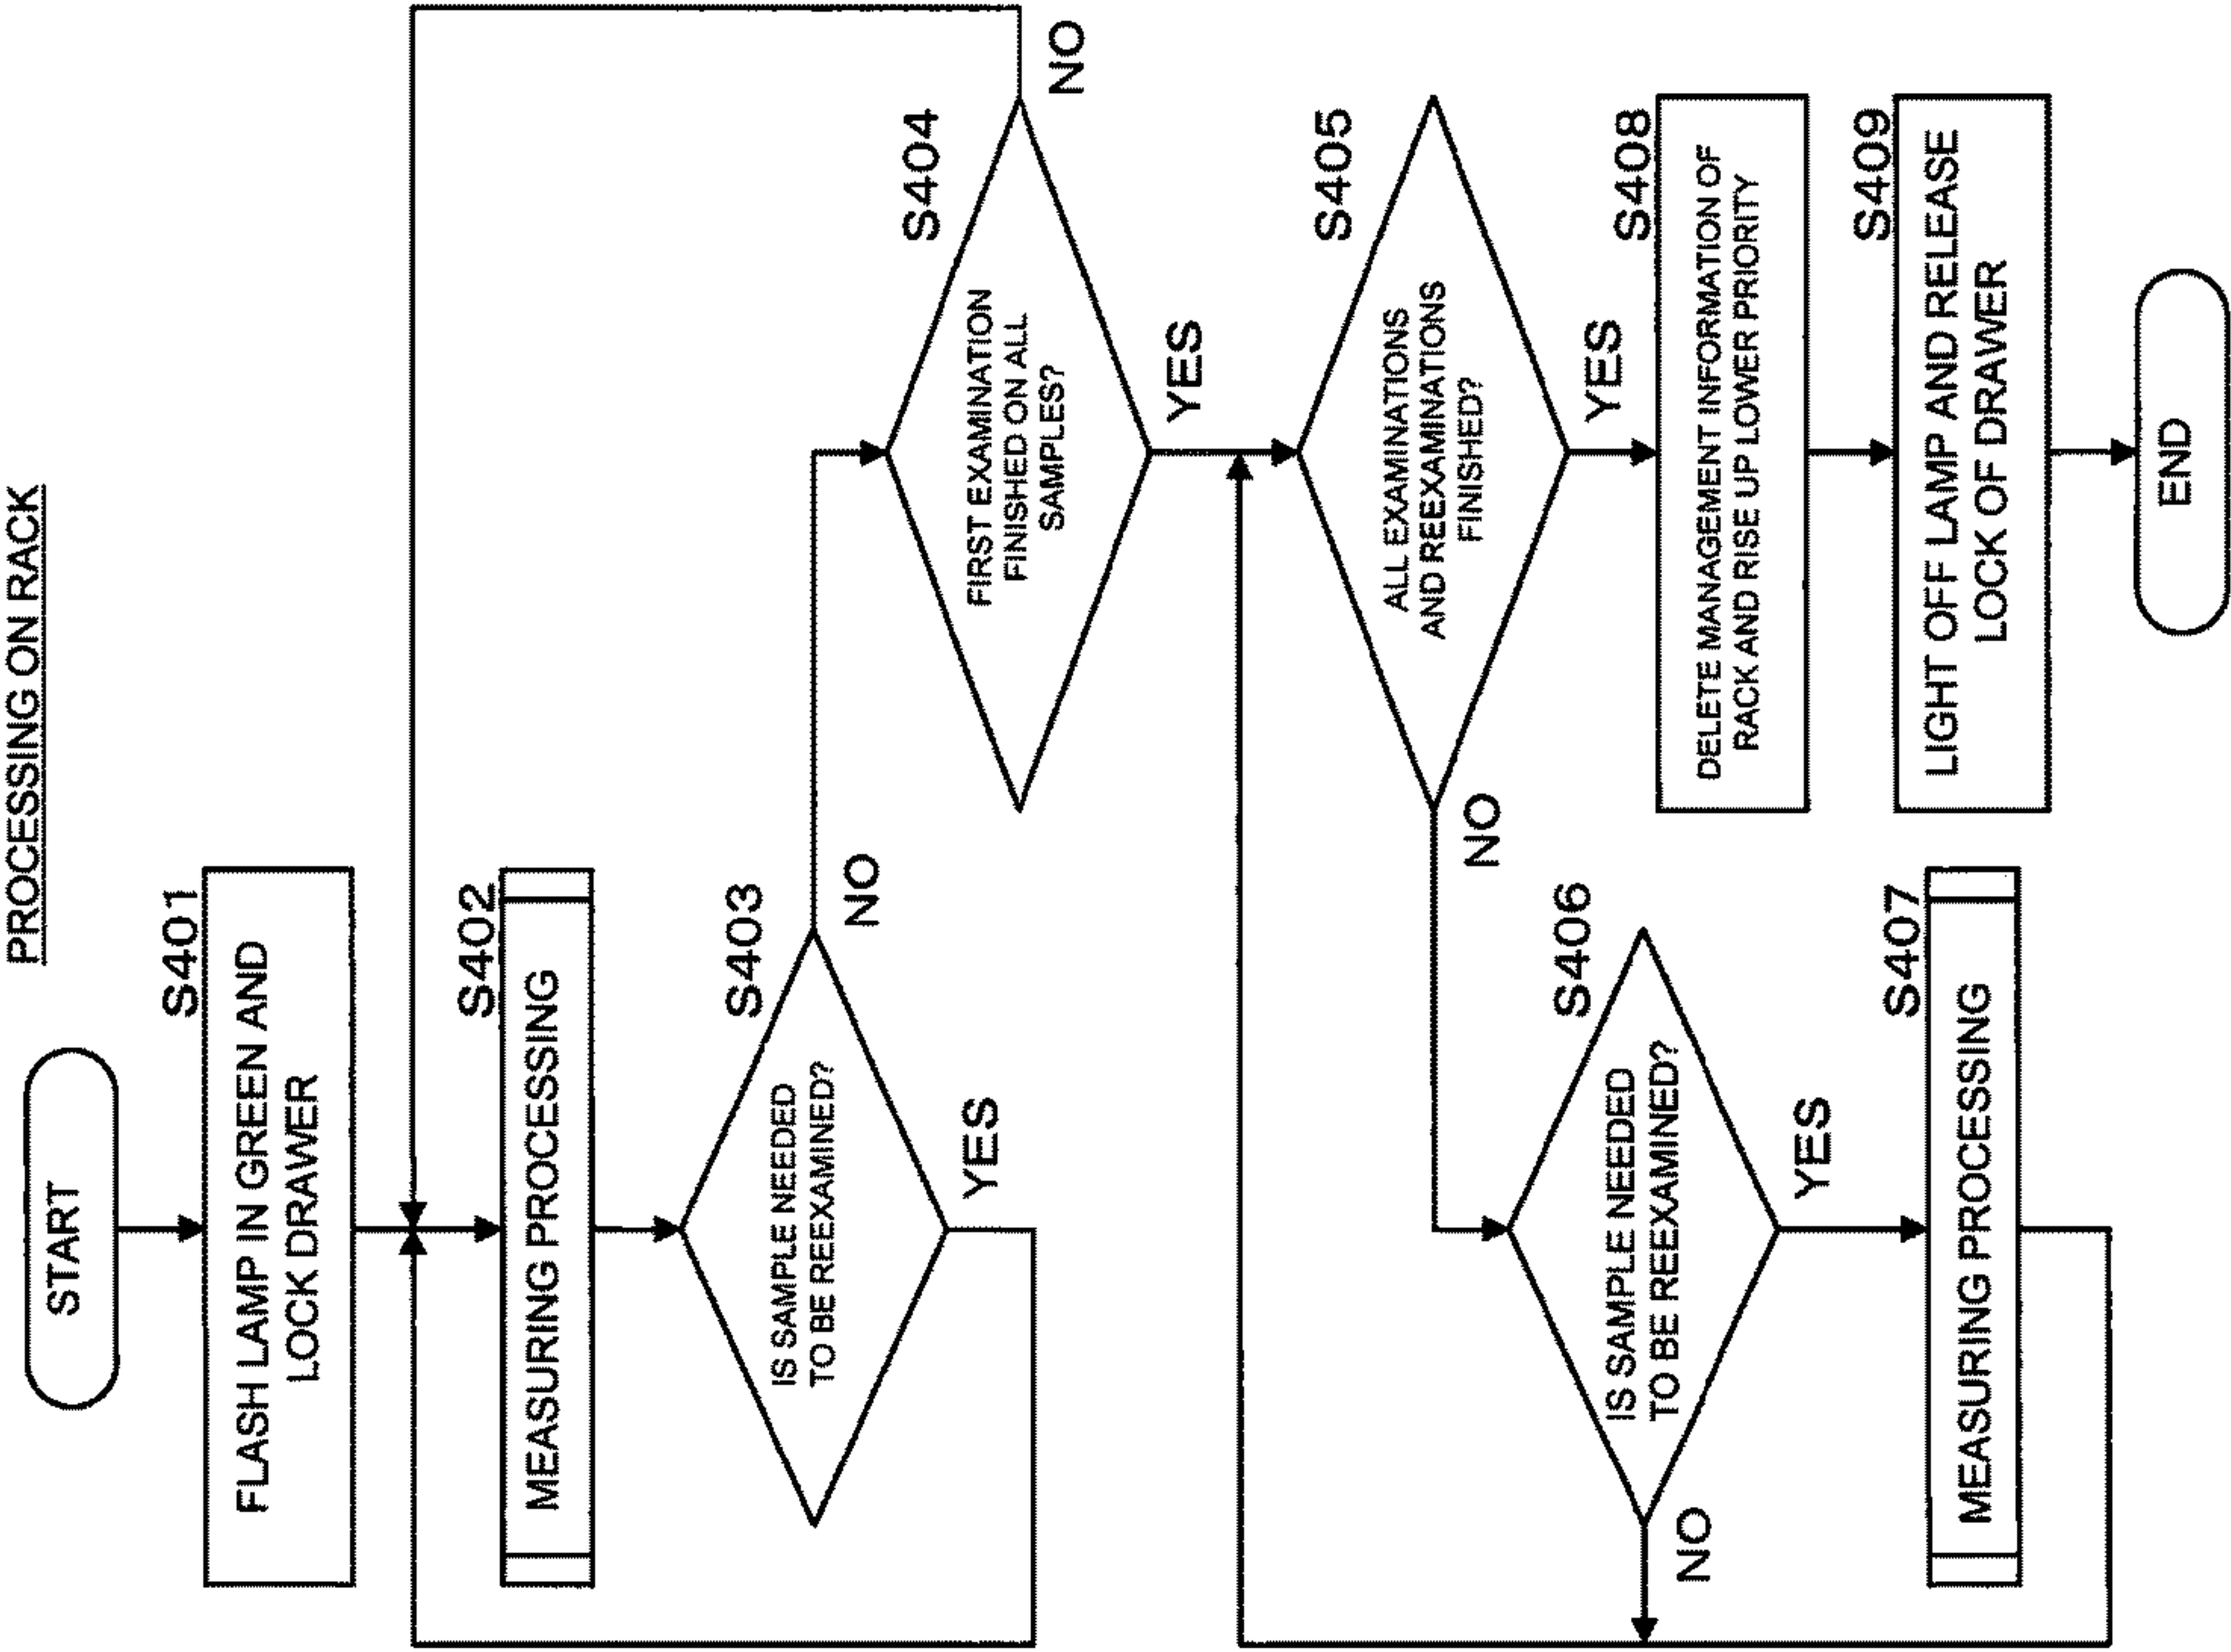 PROCESSING ON RACK
START
S401
FLASH LAMP IN GREEN AND
LOCK DRAWER
S402
MEASURING PROCESSING
S403
IS SAMPLE NEEDED
TO BE REEXAMINED?
NO
YES
S404
FIRST EXAMINATION
FINISHED ON ALL
SAMPLES?
NO
YES
S405
ALL EXAMINATIONS
AND REEXAMINATIONS
FINISHED?
NO
YES
S406
IS SAMPLE NEEDED
TO BE REEXAMINED?
NO
YES
S407
MEASURING PROCESSING
S408
DELETE MANAGEMENT INFORMATION OF
RACK AND RISE UP LOWER PRIORITY
S409
LIGHT OFF LAMP AND RELEASE
LOCK OF DRAWER
END